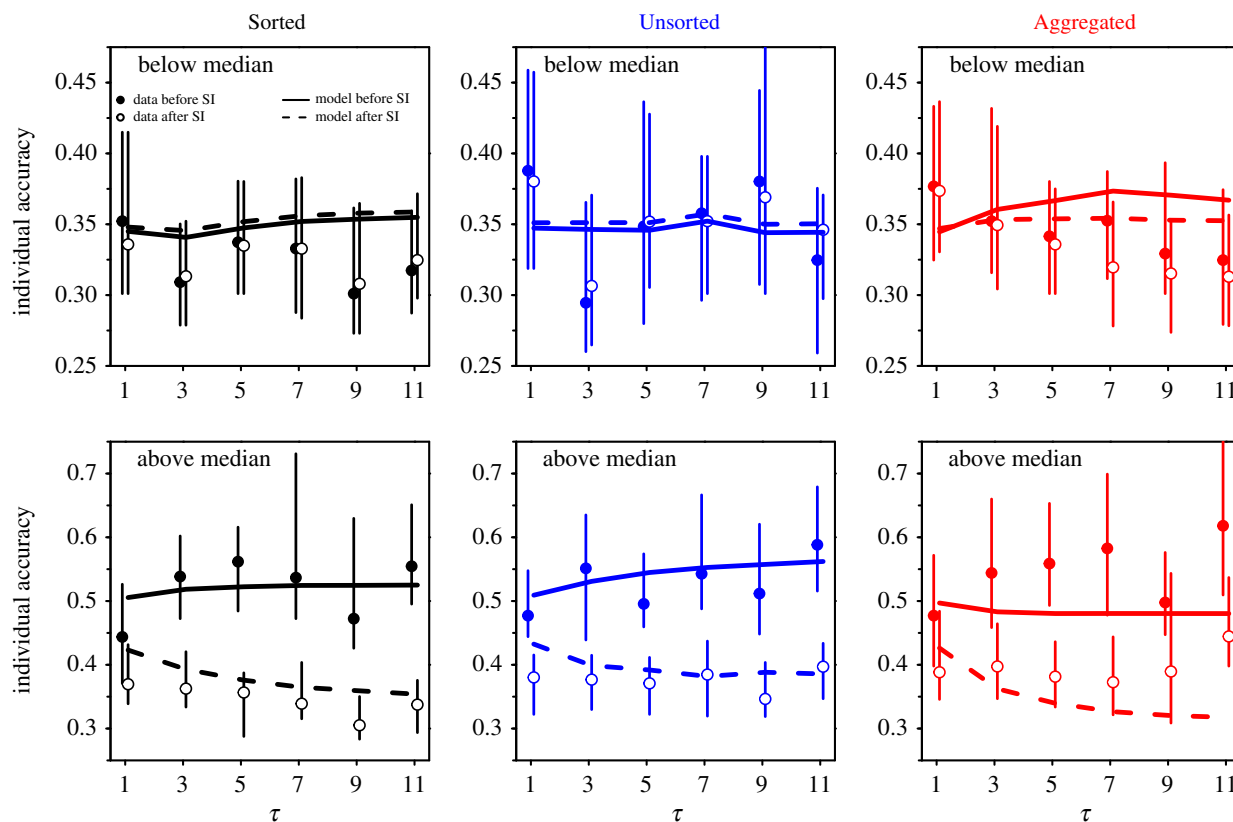 Sorted
Unsorted
Aggregated
individual accuracy
0.45
0.40
0.35
0.30
0.25
below median
data before SI
data after SI
model before SI
model after SI
1 3 5 7 9 11
0.45
0.40
0.35
0.30
0.25
below median
1 3 5 7 9 11
0.45
0.40
0.35
0.30
0.25
below median
1 3 5 7 9 11
individual accuracy
0.7
0.6
0.5
0.4
0.3
above median
1 3 5 7 9 11
τ
0.7
0.6
0.5
0.4
0.3
above median
1 3 5 7 9 11
τ
0.7
0.6
0.5
0.4
0.3
above median
1 3 5 7 9 11
τ